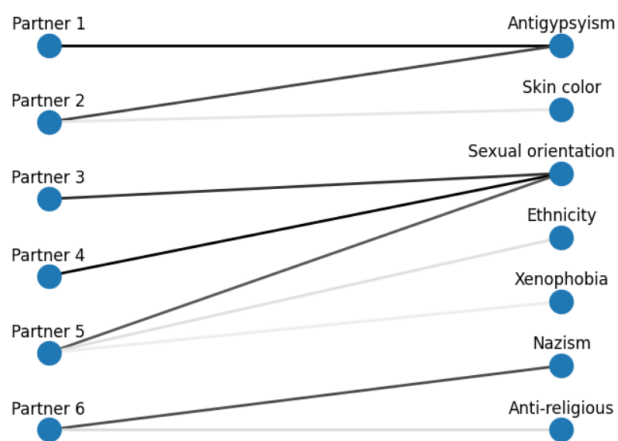 Partner 1
Antigypsyism
Partner 2
Skin color
Partner 3
Sexual orientation
Partner 4
Ethnicity
Partner 5
Xenophobia
Partner 6
Nazism
Anti-religious